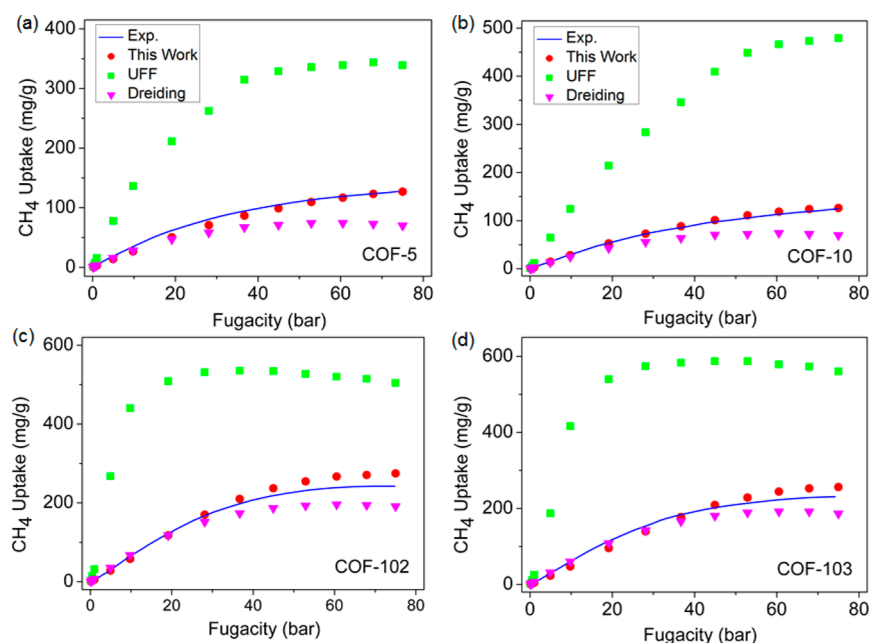 (a)
Exp.
This Work
UFF
Dreiding
CH4 Uptake (mg/g)
400
300
200
100
0
0 20 40 60 80
COF-5
Fugacity (bar)
(b)
Exp.
This Work
UFF
Dreiding
CH4 Uptake (mg/g)
500
400
300
200
100
0
0 10 20 30 40 50 60 70 80
COF-10
Fugacity (bar)
(c)
CH4 Uptake (mg/g)
600
400
200
0
0 20 40 60 80
COF-102
Fugacity (bar)
(d)
CH4 Uptake (mg/g)
600
400
200
0
0 20 40 60 80
COF-103
Fugacity (bar)